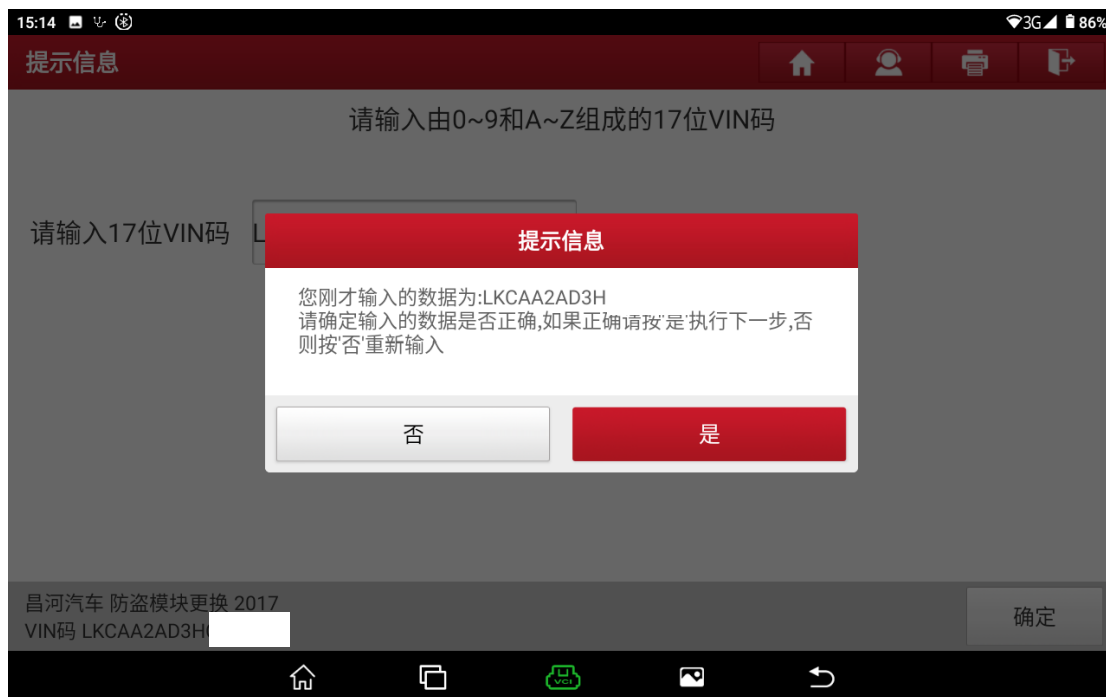 15:14 3G 86%
提示信息
请输入由0~9和A~Z组成的17位VIN码
请输入17位VIN码 L
提示信息
您刚才输入的数据为:LKCAA2AD3H
请确定输入的数据是否正确,如果正确请按'是'执行下一步,否
则按'否'重新输入
否 是
昌河汽车 防盗模块更换 2017
VIN码 LKCAA2AD3H
确定
VCI